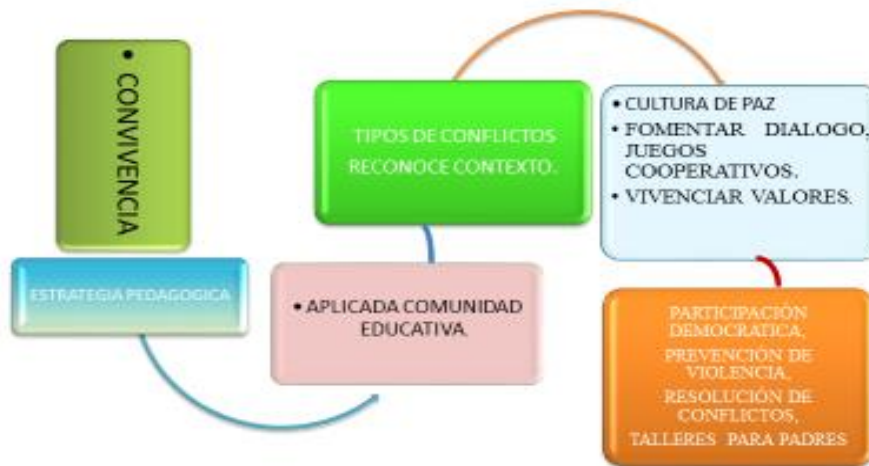 • CONVIVENCIA
ESTRATEGIA PEDAGOGICA
• APLICADA COMUNIDAD
EDUCATIVA.
TIPOS DE CONFLICTOS
RECONOCE CONTEXTO.
• CULTURA DE PAZ
• FOMENTAR DIALOGO,
JUEGOS
COOPERATIVOS.
• VIVENCIAR VALORES.
PARTICIPACIÓN
DEMOCRATICA,
PREVENCIÓN DE
VIOLENCIA,
RESOLUCIÓN DE
CONFLICTOS,
TALLERES PARA PADRES